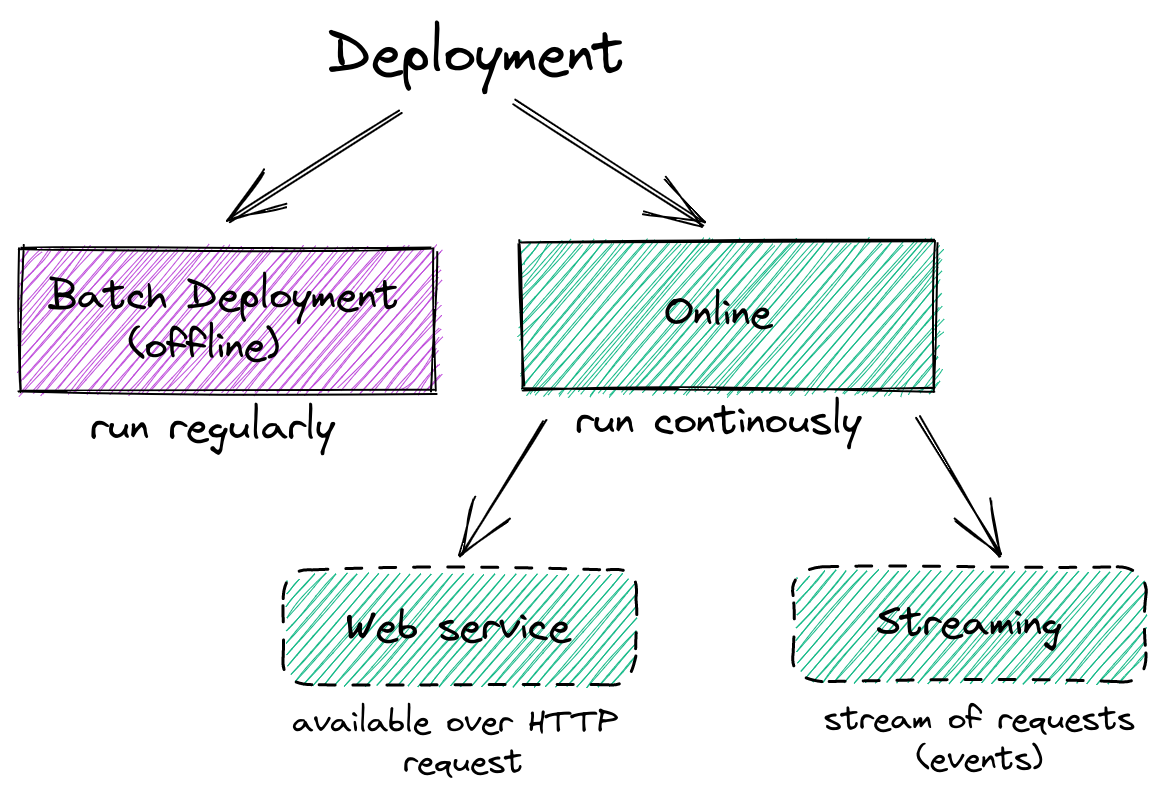 Deployment
Batch Deployment
(offline)
run regularly
Online
run continously
Web service
available over HTTP
request
Streaming
stream of requests
(events)